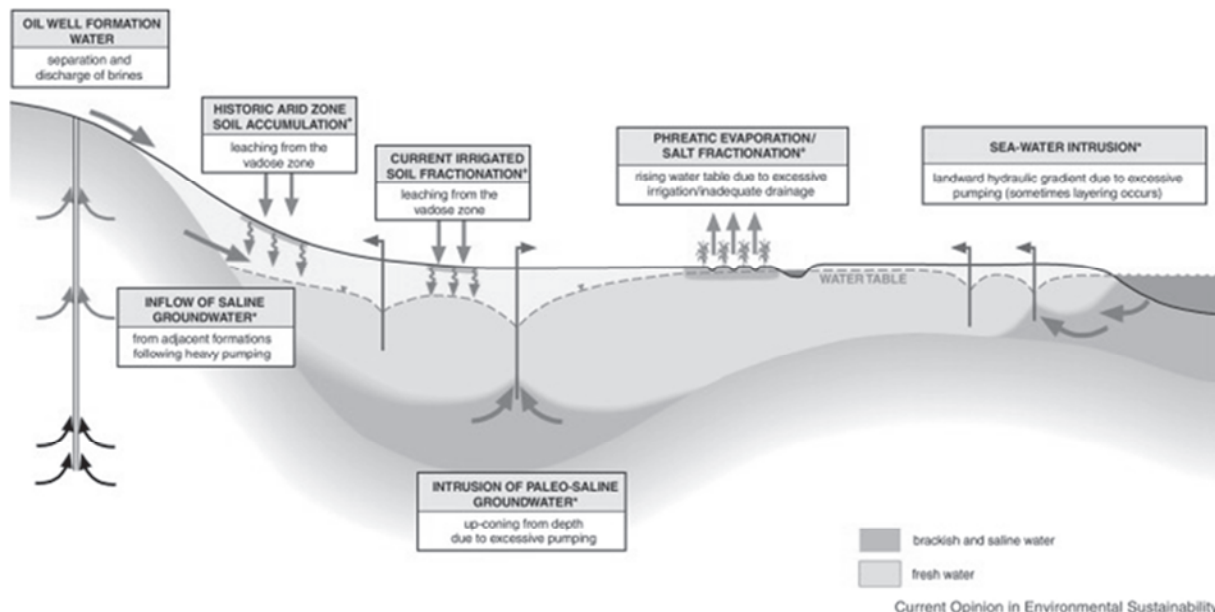 OIL WELL FORMATION
WATER
separation and
discharge of brines
HISTORIC ARID ZONE
SOIL ACCUMULATION*
leaching from the
vadose zone
CURRENT IRRIGATED
SOIL FRACTIONATION*
leaching from the
vadose zone
PHREATIC EVAPORATION/
SALT FRACTIONATION*
rising water table due to excessive
irrigation/inadequate drainage
SEA-WATER INTRUSION*
landward hydraulic gradient due to excessive
pumping (sometimes layering occurs)
WATER TABLE
INFLOW OF SALINE
GROUNDWATER*
from adjacent formations
following heavy pumping
INTRUSION OF PALEO-SALINE
GROUNDWATER*
up-coning from depth
due to excessive pumping
brackish and saline water
fresh water
Current Opinion in Environmental Sustainability